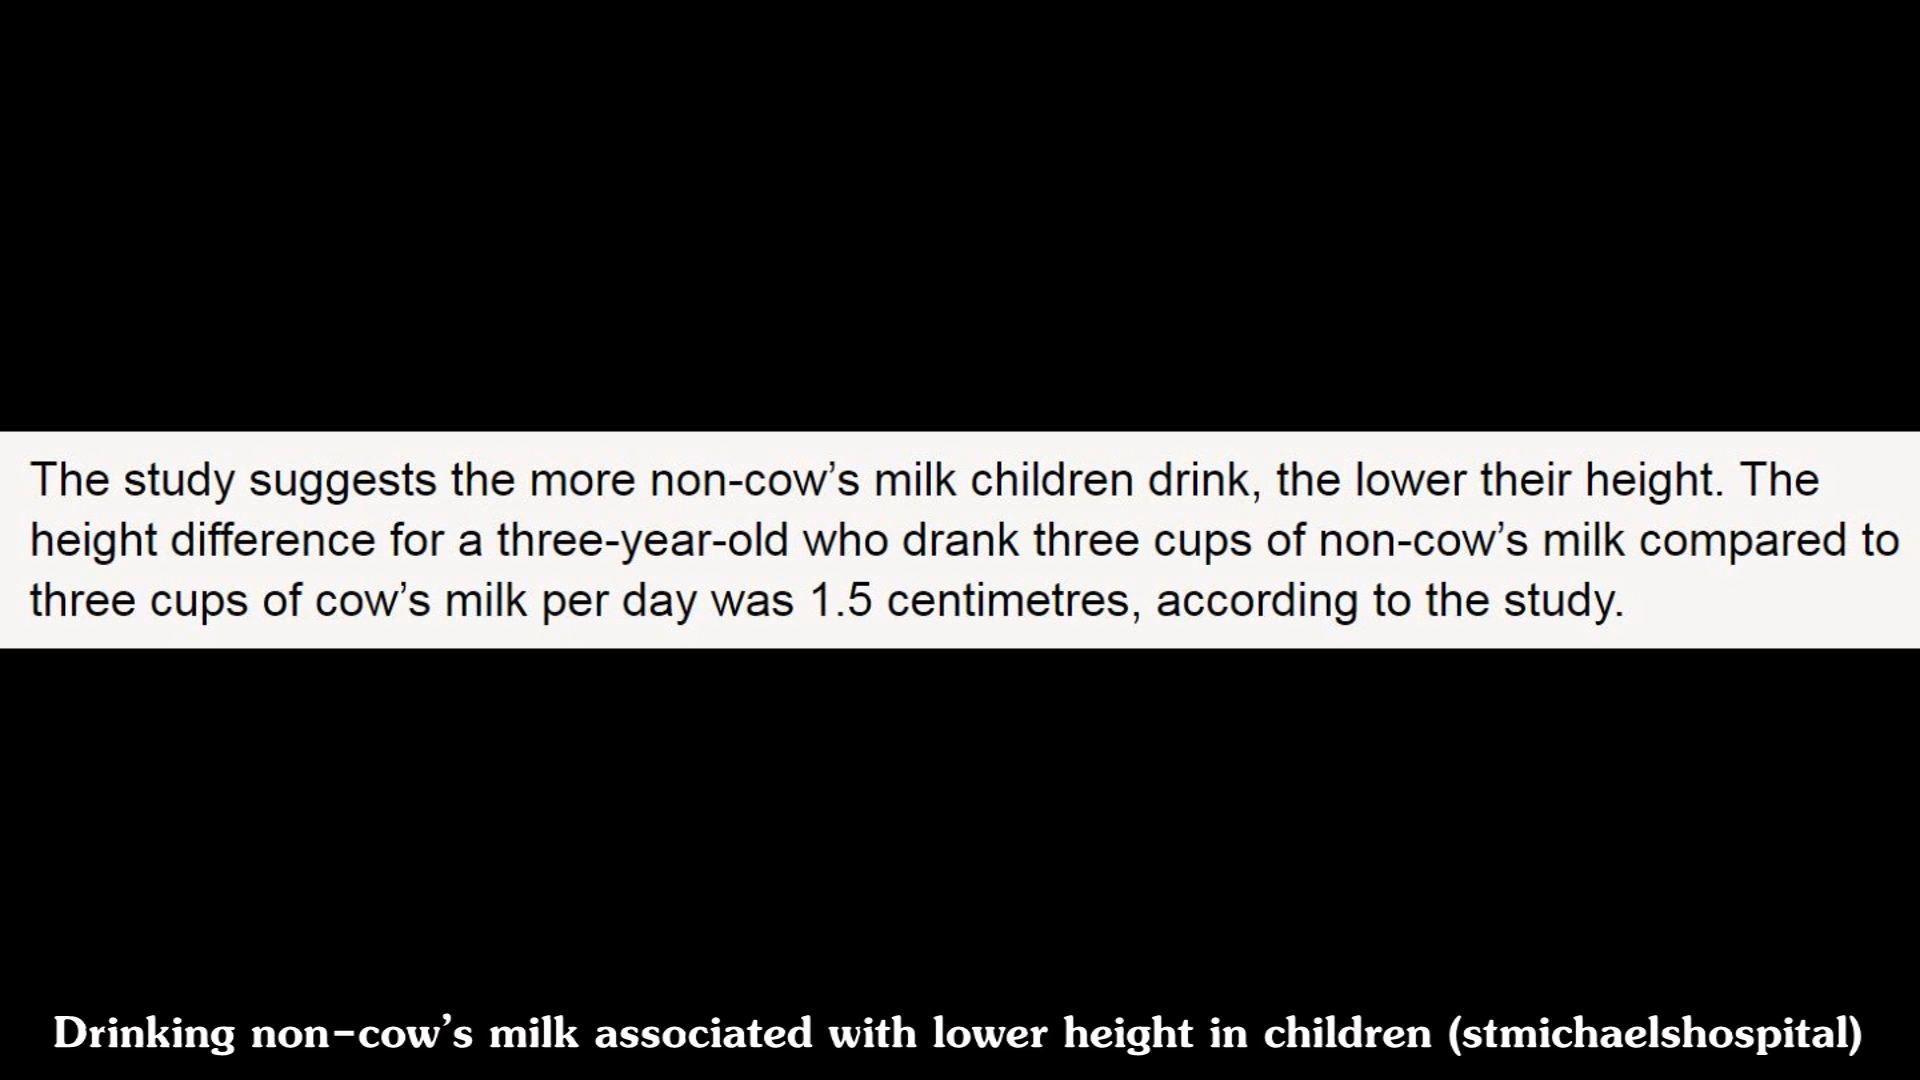 The study suggests the more non-cow’s milk children drink, the lower their height. The
height difference for a three-year-old who drank three cups of non-cow’s milk compared to
three cups of cow’s milk per day was 1.5 centimetres, according to the study.
Drinking non-cow’s milk associated with lower height in children (stmichaelshospital)